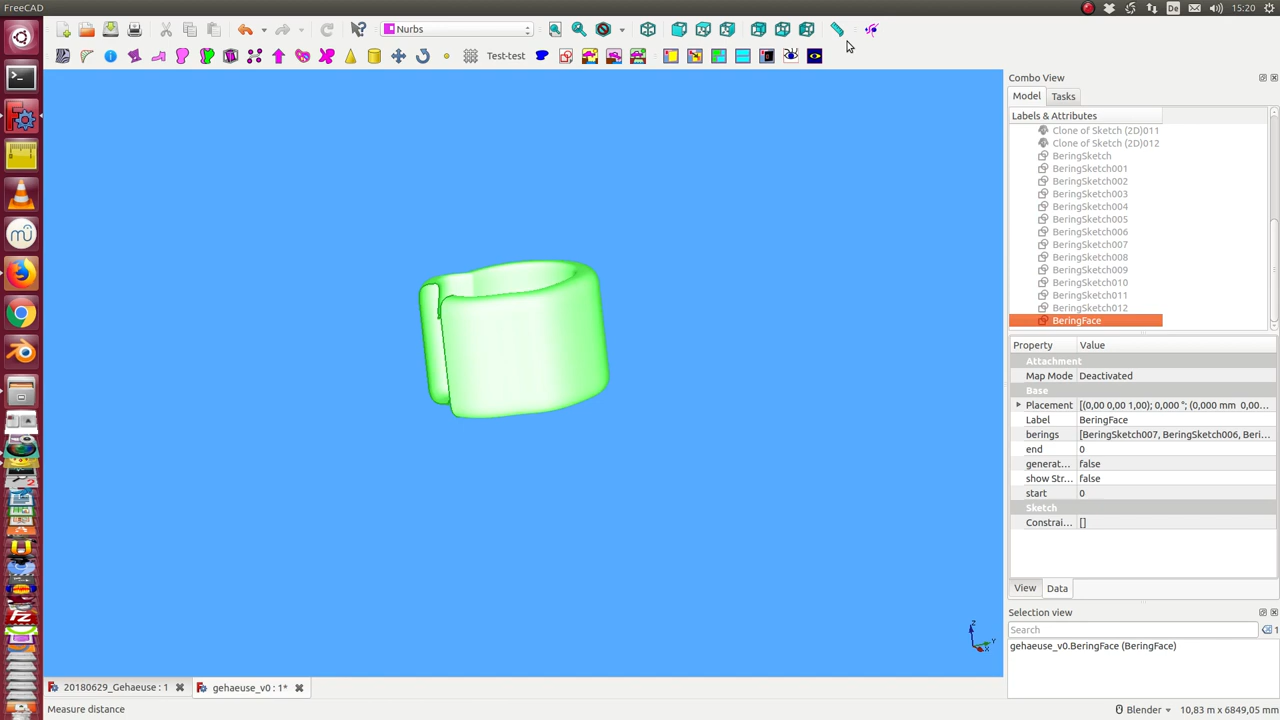 FreeCAD
De
15:20
Nurbs
Test-test
Combo View
Model
Tasks
Labels & Attributes
Clone of Sketch (2D)011
Clone of Sketch (2D)012
BeringSketch
BeringSketch001
BeringSketch002
BeringSketch003
BeringSketch004
BeringSketch005
BeringSketch006
BeringSketch007
BeringSketch008
BeringSketch009
BeringSketch010
BeringSketch011
BeringSketch012
BeringFace
Property Value
Attachment
Map Mode Deactivated
Base
Placement [(0,00 0,00 1,00); 0,000 °; (0,000 mm 0,00...
Label BeringFace
berings [BeringSketch007, BeringSketch006, Beri...
end 0
generat... false
show Str... false
start 0
Sketch
Constrai... []
View Data
Selection view
Search
1
gehaeuse_v0.BeringFace (BeringFace)
Z
Y
X
20180629_Gehaeuse : 1
gehaeuse_v0 : 1*
Measure distance
Blender
10,83 m x 6849,05 mm